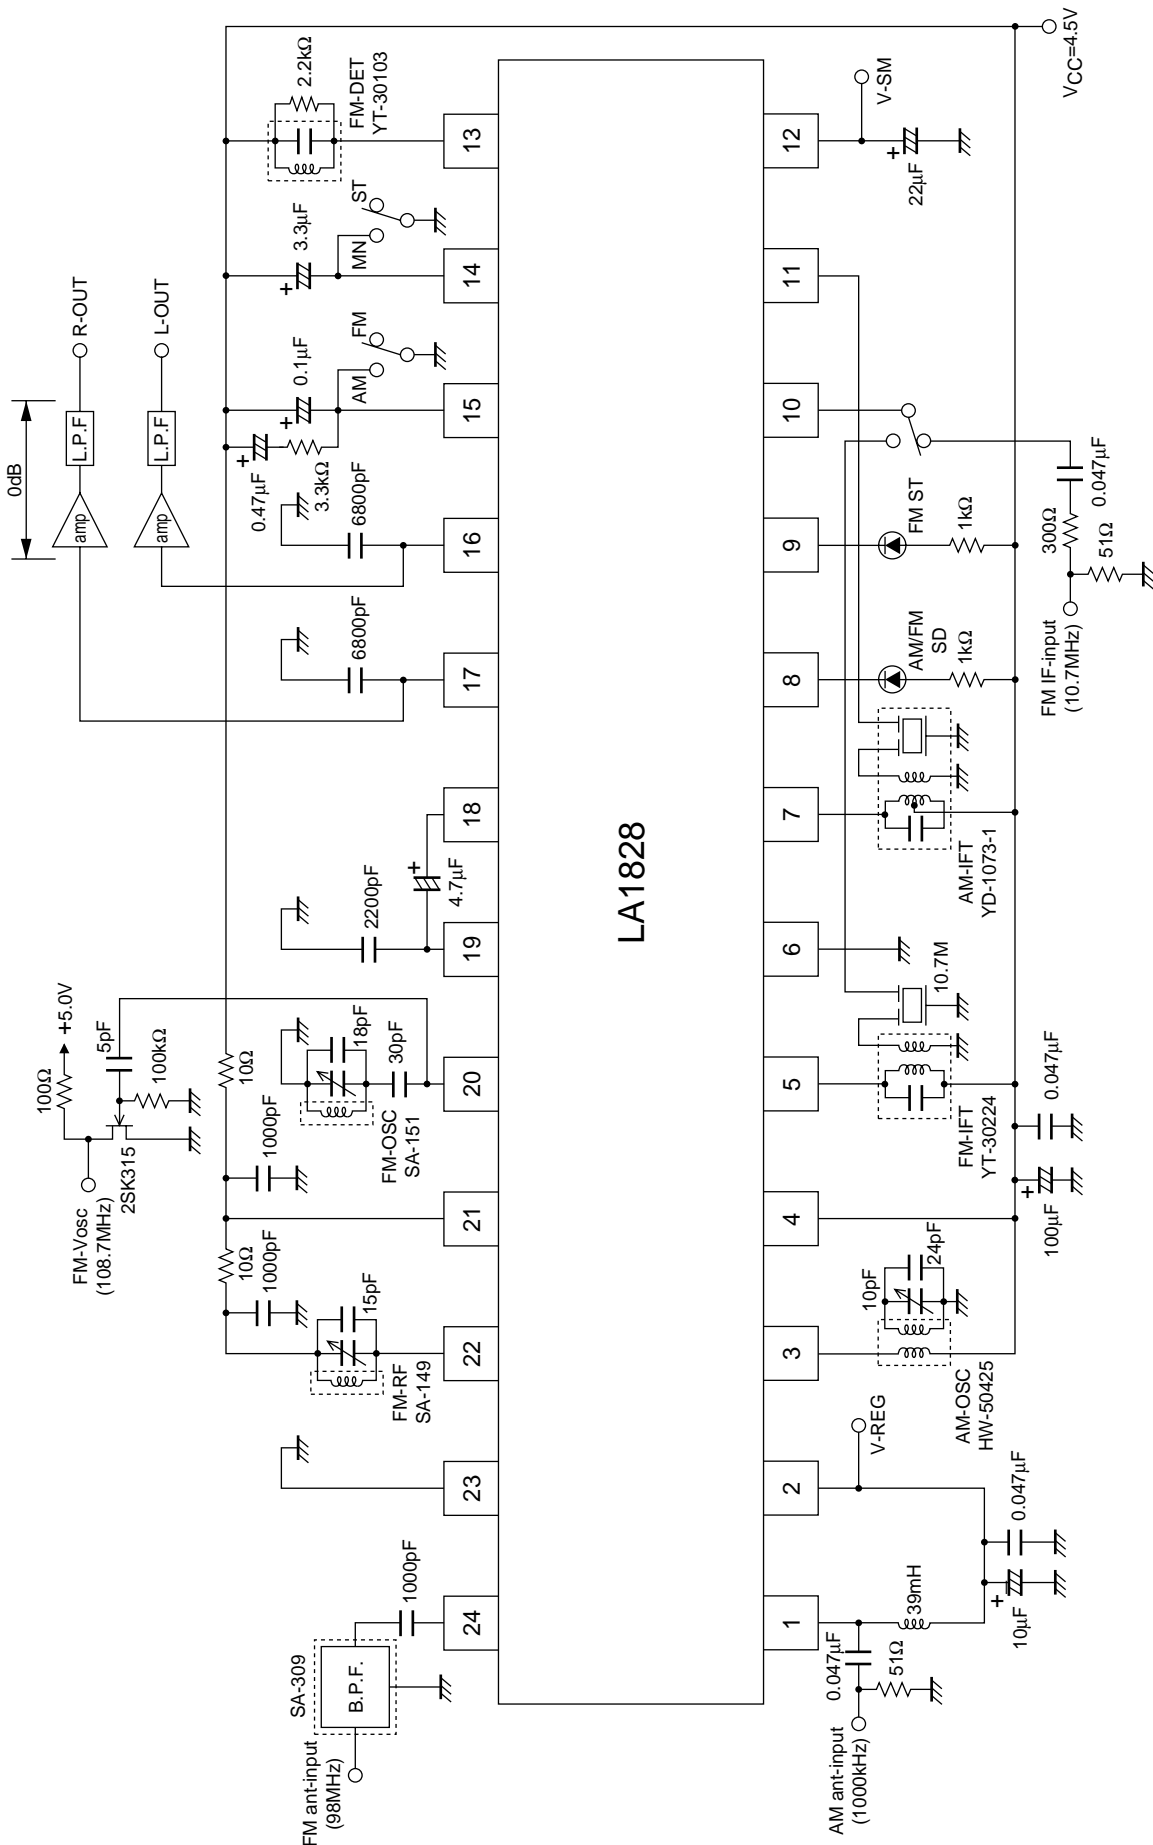 0dB
L.P.F
R-OUT
amp
L.P.F
L-OUT
amp
100Ω
+5.0V
5pF
100kΩ
FM-Vosc
(108.7MHz)
2SK315
SA-309
B.P.F.
FM ant-input
(98MHz)
1000pF
FM-RF
SA-149
15pF
1000pF
10Ω
1000pF
10Ω
FM-OSC
SA-151
18pF
30pF
2200pF
4.7µF
+
6800pF
6800pF
0.47µF
+
3.3kΩ
0.1µF
+
AM
FM
3.3µF
+
MN
ST
FM-DET
YT-30103
2.2kΩ
24
23
22
21
20
19
18
17
16
15
14
13
LA1828
1
2
3
4
5
6
7
8
9
10
11
12
AM ant-input
(1000kHz)
0.047µF
51Ω
39mH
10µF
+
0.047µF
V-REG
AM-OSC
HW-50425
10pF
24pF
100µF
+
0.047µF
FM-IFT
YT-30224
10.7M
AM-IFT
YD-1073-1
AM/FM
SD
1kΩ
FM ST
1kΩ
FM IF-input
(10.7MHz)
51Ω
300Ω
0.047µF
22µF
+
V-SM
VCC=4.5V